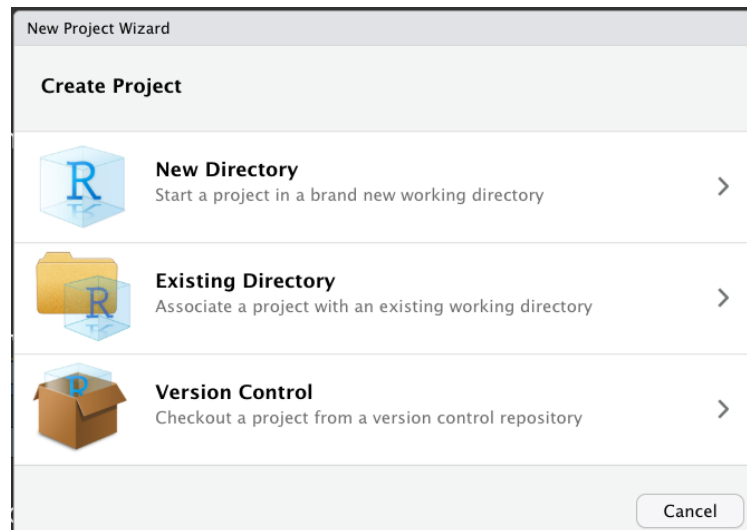 New Project Wizard
Create Project
R
New Directory
Start a project in a brand new working directory
R
Existing Directory
Associate a project with an existing working directory
R
Version Control
Checkout a project from a version control repository
Cancel